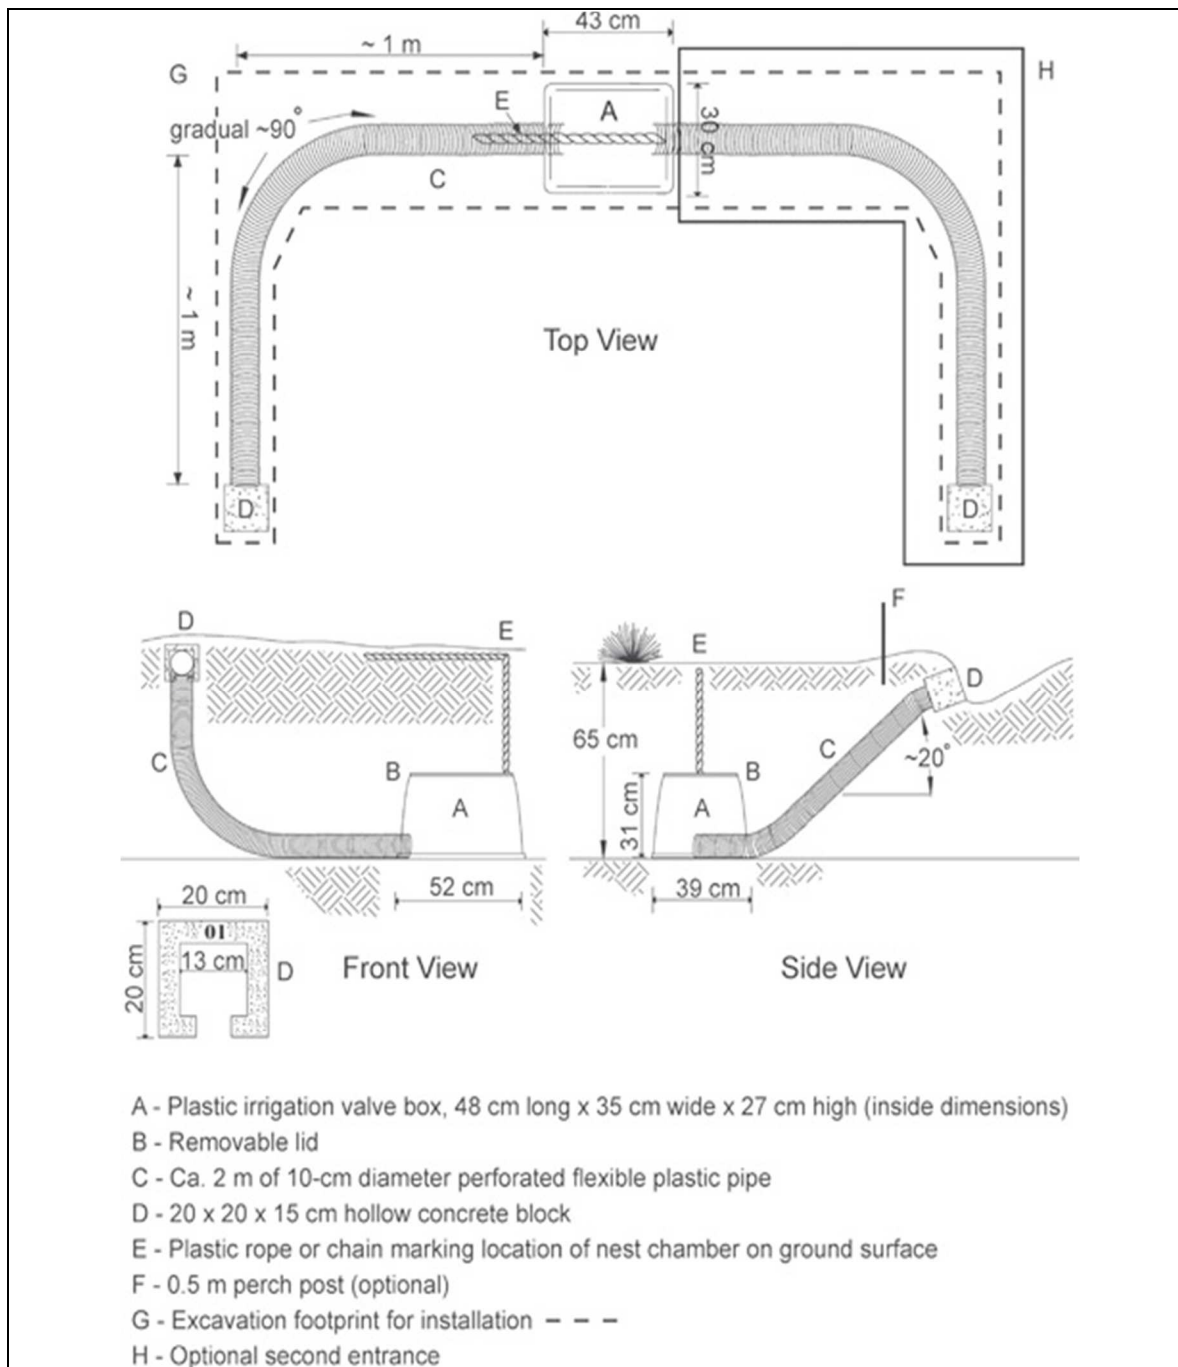 43 cm
~ 1 m
G
H
E
A
30 cm
gradual ~90°
C
~ 1 m
Top View
D
D
F
D
E
E
D
65 cm
C
C
~20°
B
B
A
A
31 cm
52 cm
39 cm
20 cm
01
13 cm
20 cm
D
Front View
Side View
A - Plastic irrigation valve box, 48 cm long x 35 cm wide x 27 cm high (inside dimensions)
B - Removable lid
C - Ca. 2 m of 10-cm diameter perforated flexible plastic pipe
D - 20 x 20 x 15 cm hollow concrete block
E - Plastic rope or chain marking location of nest chamber on ground surface
F - 0.5 m perch post (optional)
G - Excavation footprint for installation – – –
H - Optional second entrance